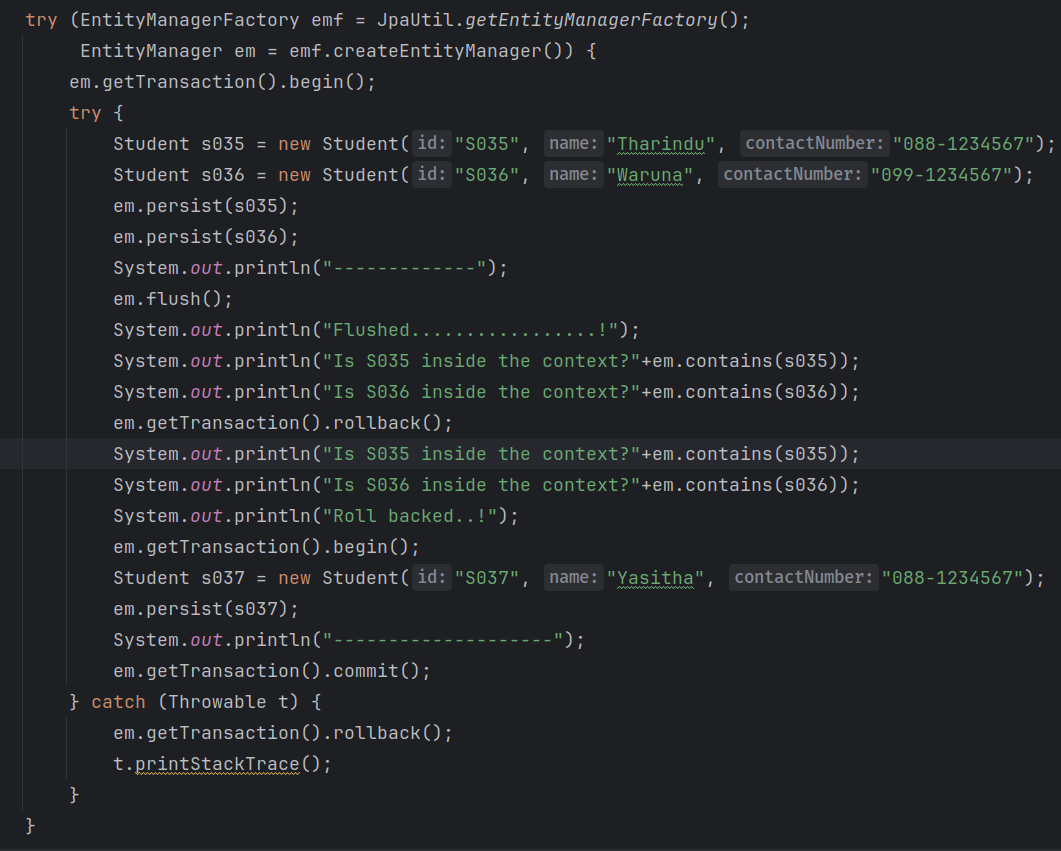 try (EntityManagerFactory emf = JpaUtil.getEntityManagerFactory();
     EntityManager em = emf.createEntityManager()) {
    em.getTransaction().begin();
    try {
        Student s035 = new Student( id: "S035", name: "Tharindu", contactNumber: "088-1234567");
        Student s036 = new Student( id: "S036", name: "Waruna", contactNumber: "099-1234567");
        em.persist(s035);
        em.persist(s036);
        System.out.println("-------------");
        em.flush();
        System.out.println("Flushed.................!");
        System.out.println("Is S035 inside the context?"+em.contains(s035));
        System.out.println("Is S036 inside the context?"+em.contains(s036));
        em.getTransaction().rollback();
        System.out.println("Is S035 inside the context?"+em.contains(s035));
        System.out.println("Is S036 inside the context?"+em.contains(s036));
        System.out.println("Roll backed..!");
        em.getTransaction().begin();
        Student s037 = new Student( id: "S037", name: "Yasitha", contactNumber: "088-1234567");
        em.persist(s037);
        System.out.println("--------------------");
        em.getTransaction().commit();
    } catch (Throwable t) {
        em.getTransaction().rollback();
        t.printStackTrace();
    }
}